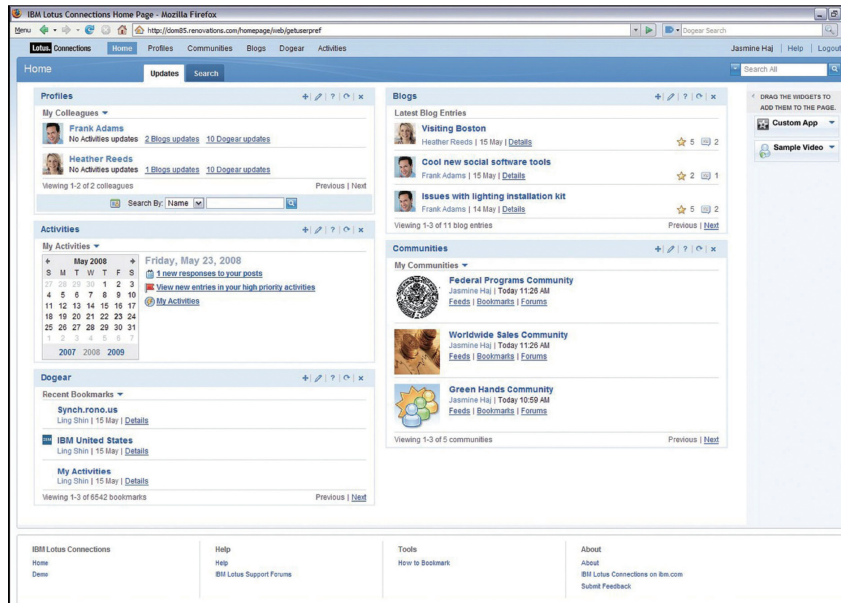 IBM Lotus Connections Home Page - Mozilla Firefox
Menu http://dom85.renovations.com/homepage/web/getuserpref Dogear Search
Lotus. Connections Home Profiles Communities Blogs Dogear Activities Jasmine Haj | Help | Logout
Home Updates Search Search All
Profiles
My Colleagues
Frank Adams
No Activities updates 2 Blogs updates 10 Dogear updates
Heather Reeds
No Activities updates 1 Blogs updates 10 Dogear updates
Viewing 1-2 of 2 colleagues Previous | Next
Search By: Name
Activities
My Activities
May 2008
S M T W T F S
27 28 29 30 1 2 3
4 5 6 7 8 9 10
11 12 13 14 15 16 17
18 19 20 21 22 23 24
25 26 27 28 29 30 31
1 2 3 4 5 6 7
2007 2008 2009
Friday, May 23, 2008
1 new responses to your posts
View new entries in your high priority activities
My Activities
Dogear
Recent Bookmarks
Synch.rono.us
Ling Shin | 15 May | Details
IBM United States
Ling Shin | 15 May | Details
My Activities
Ling Shin | 15 May | Details
Viewing 1-3 of 6542 bookmarks Previous | Next
Blogs
Latest Blog Entries
Visiting Boston
Heather Reeds | 15 May | Details 5 2
Cool new social software tools
Frank Adams | 15 May | Details 2 1
Issues with lighting installation kit
Frank Adams | 14 May | Details 5 2
Viewing 1-3 of 11 blog entries Previous | Next
Communities
My Communities
Federal Programs Community
Jasmine Haj | Today 11:26 AM
Feeds | Bookmarks | Forums
Worldwide Sales Community
Jasmine Haj | Today 11:26 AM
Feeds | Bookmarks | Forums
Green Hands Community
Jasmine Haj | Today 10:59 AM
Feeds | Bookmarks | Forums
Viewing 1-3 of 5 communities Previous | Next
DRAG THE WIDGETS TO
ADD THEM TO THE PAGE.
Custom App
Sample Video
IBM Lotus Connections
Home
Demo
Help
Help
IBM Lotus Support Forums
Tools
How to Bookmark
About
About
IBM Lotus Connections on ibm.com
Submit Feedback